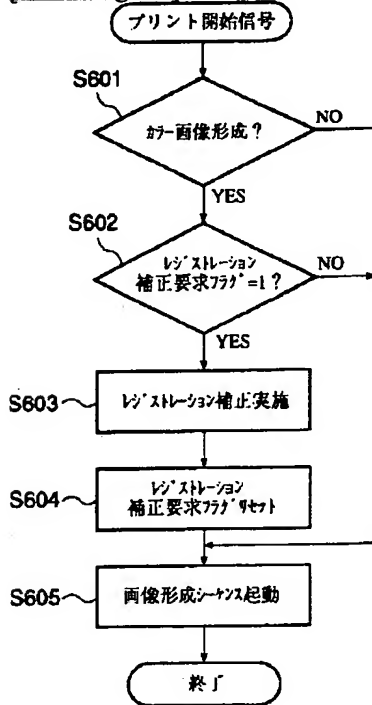 プリント開始信号
S601
カラー画像形成?
NO
YES
S602
レジストレーション
補正要求フラグ=1?
NO
YES
S603
レジストレーション補正実施
S604
レジストレーション
補正要求フラグリセット
S605
画像形成シーケンス起動
終了